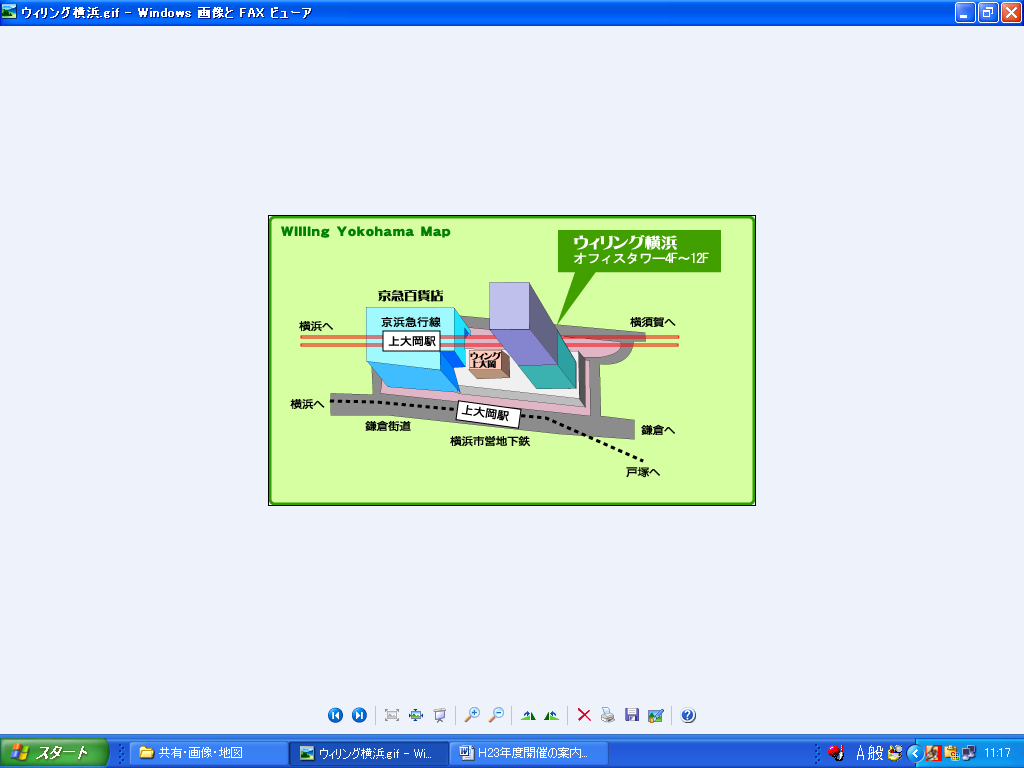 ウィリング横浜.gif - Windows 画像と FAX ビューア
Willing Yokohama Map
ウィリング横浜
オフィスタワー4F～12F
京急百貨店
横浜へ
京浜急行線
横須賀へ
上大岡駅
ウィング
上大岡
横浜へ
上大岡駅
鎌倉街道
鎌倉へ
横浜市営地下鉄
戸塚へ
スタート
共有・画像・地図
ウィリング横浜.gif - Wi...
H23年度開催の案内...
A 般
11:17